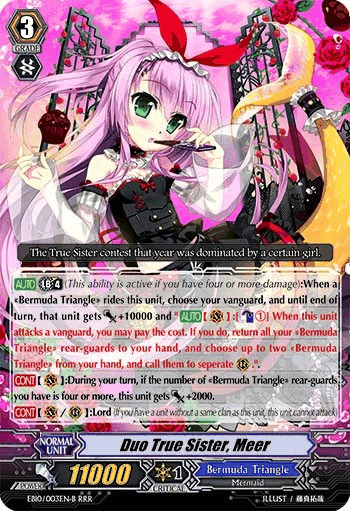 3
GRADE
The True Sister contest that year was dominated by a certain girl.
AUTO LB 4 (This ability is active if you have four or more damage):When a
«Bermuda Triangle» rides this unit, choose your vanguard, and until end of
turn, that unit gets +10000 and "AUTO [ ]:[ ①] When this unit
attacks a vanguard, you may pay the cost. If you do, return all your «Bermuda
Triangle» rear-guards to your hand, and choose up to two «Bermuda
Triangle» from your hand, and call them to seperate .".
CONT [ ]:During your turn, if the number of «Bermuda Triangle» rear-guards
you have is four or more, this unit gets +2000.
CONT [ / ]:Lord (If you have a unit without a same clan as this unit, this unit cannot attack)
NORMAL
UNIT
Duo True Sister, Meer
POWER
11000
1
CRITICAL
Bermuda Triangle
Mermaid
EB10/003EN-B RRR
ILLUST / 藤真拓哉